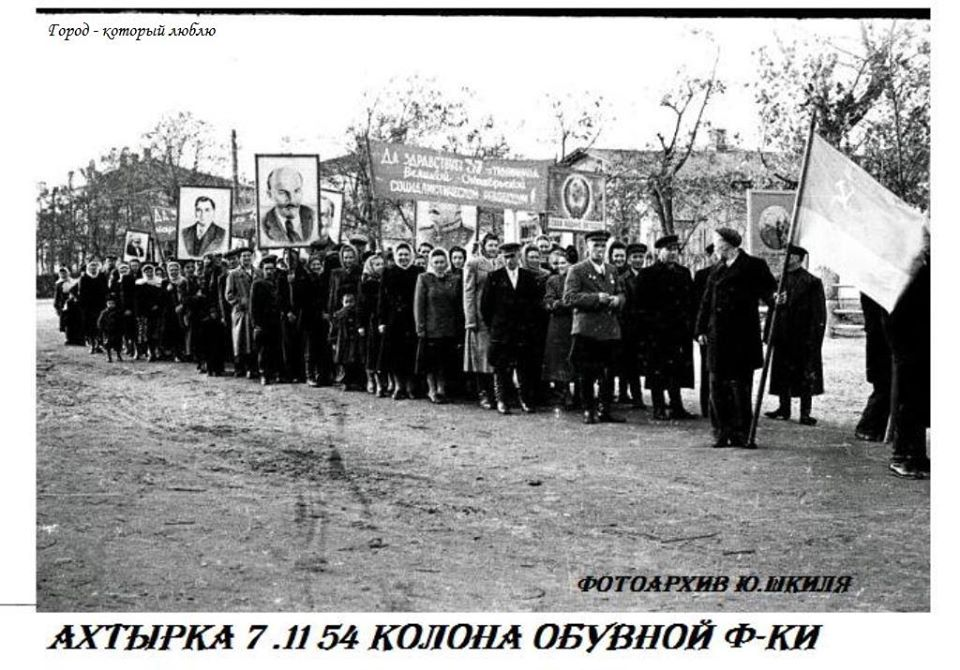 Город - который люблю
Да здравствует 37-я годовщина
Великой Октябрьской
социалистической
ФОТОАРХИВ Ю.ШКИЛЯ
АХТЫРКА 7.11 54 КОЛОНА ОБУВНОЙ Ф-КИ